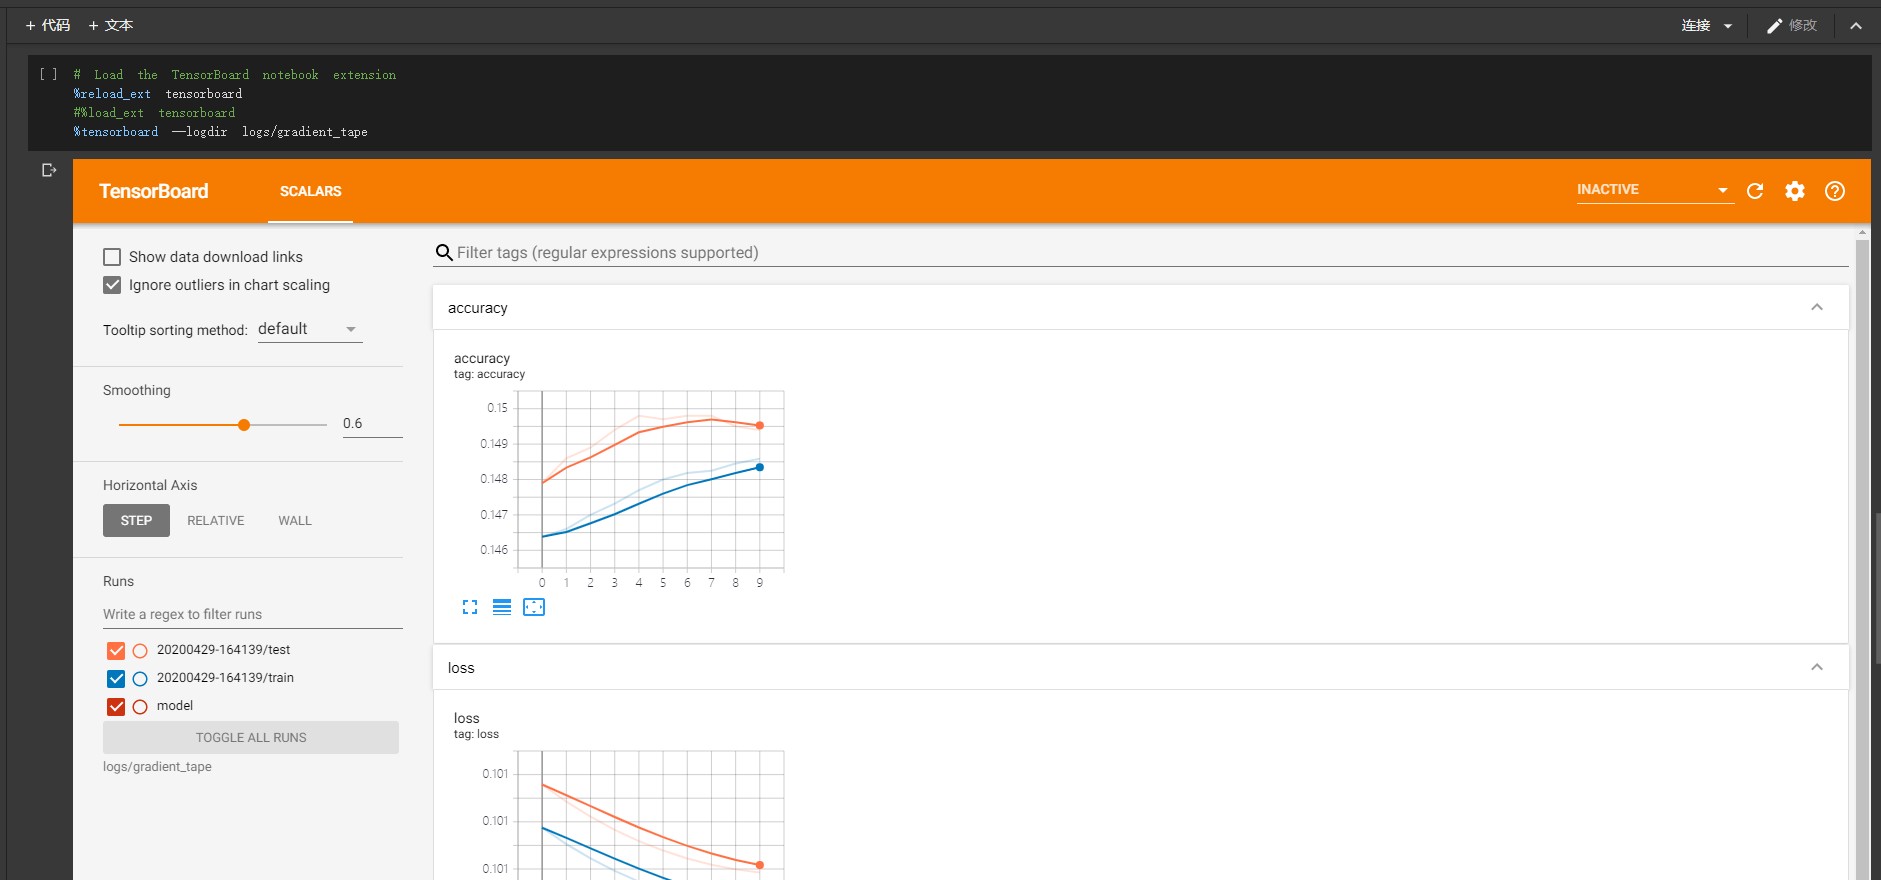 + 代码 + 文本
连接 修改
[ ] # Load the TensorBoard notebook extension
%reload_ext tensorboard
#%load_ext tensorboard
%tensorboard --logdir logs/gradient_tape
TensorBoard SCALARS INACTIVE
Show data download links
Ignore outliers in chart scaling
Tooltip sorting method: default
Smoothing
0.6
Horizontal Axis
STEP RELATIVE WALL
Runs
Write a regex to filter runs
20200429-164139/test
20200429-164139/train
model
TOGGLE ALL RUNS
logs/gradient_tape
Filter tags (regular expressions supported)
accuracy
accuracy
tag: accuracy
0.15
0.149
0.148
0.147
0.146
0 1 2 3 4 5 6 7 8 9
loss
loss
tag: loss
0.101
0.101
0.101